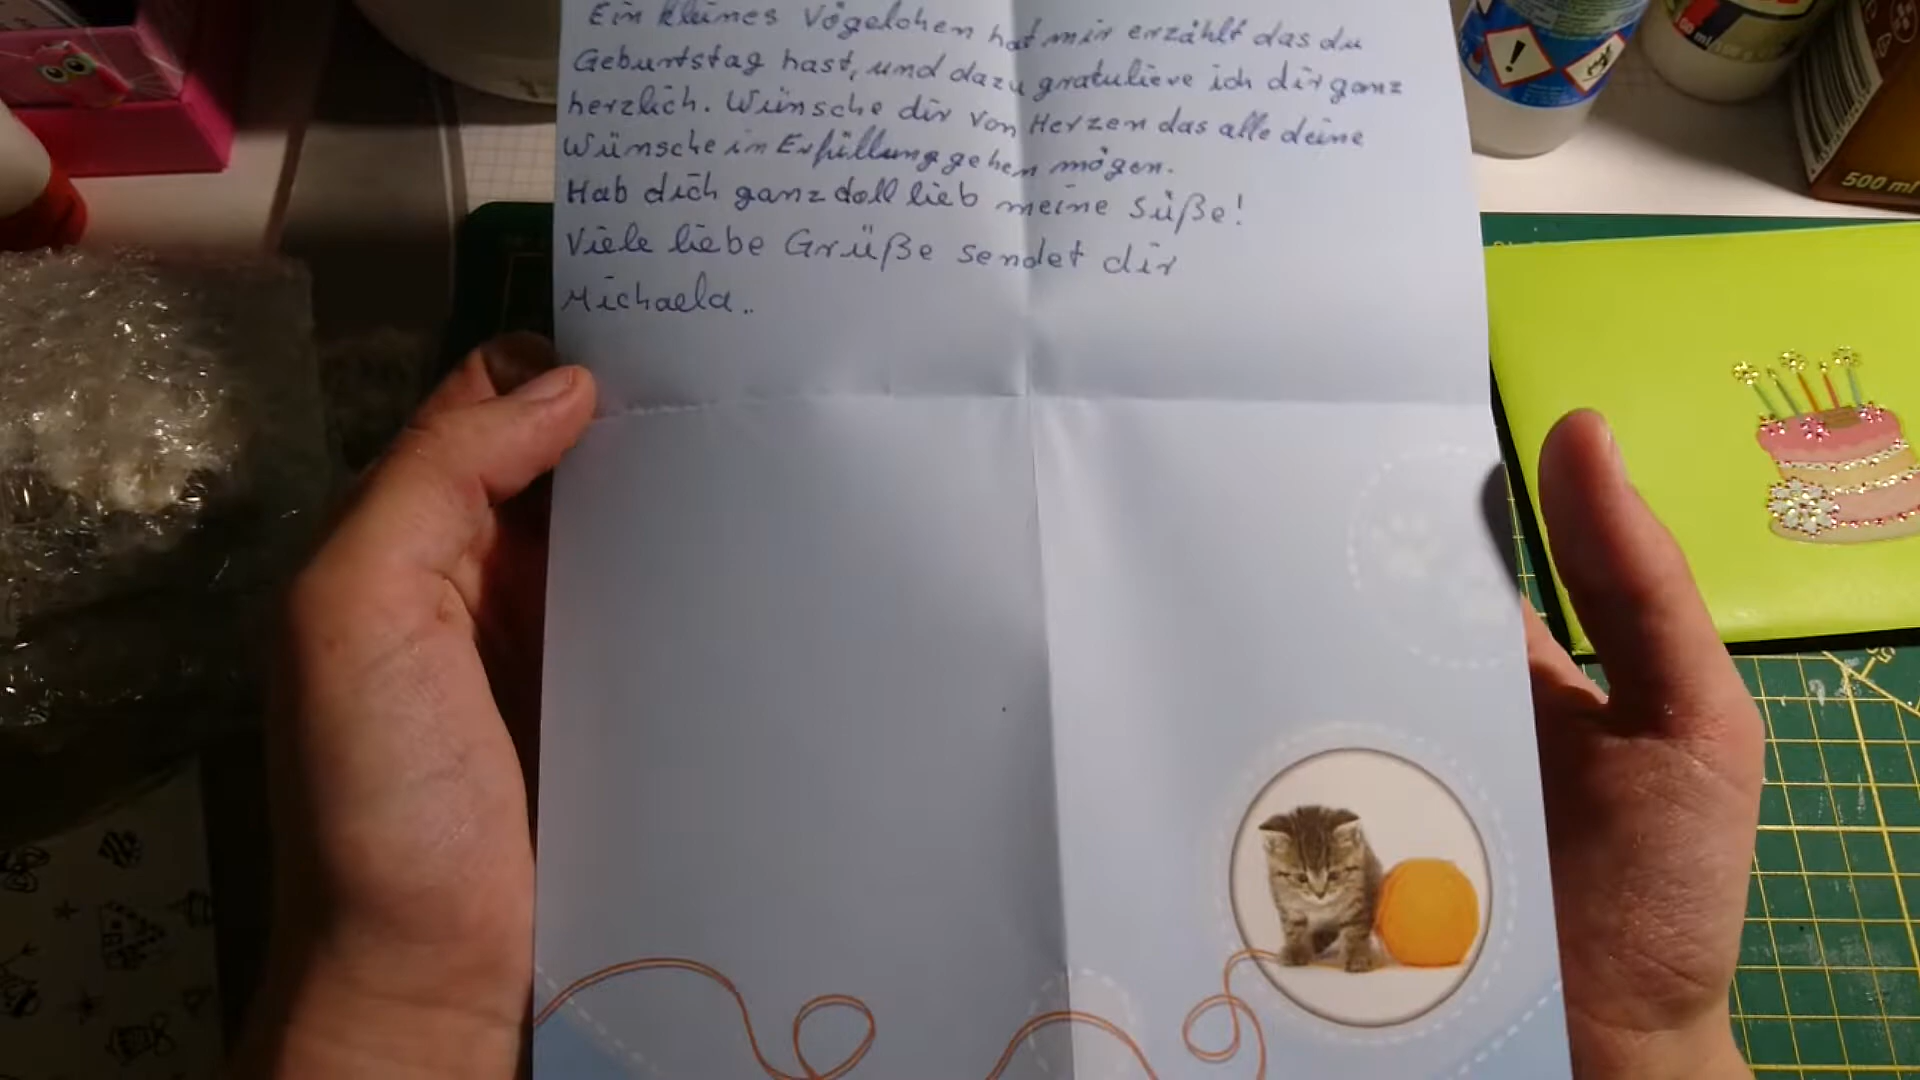 Ein kleines Vögelchen hat mir erzählt das du
Geburtstag hast, und dazu gratuliere ich dir ganz
herzlich. Wünsche dir von Herzen das alle deine
Wünsche in Erfüllung gehen mögen.
Hab dich ganz doll lieb meine Süße!
Viele liebe Grüße sendet dir
Michaela..
500 ml